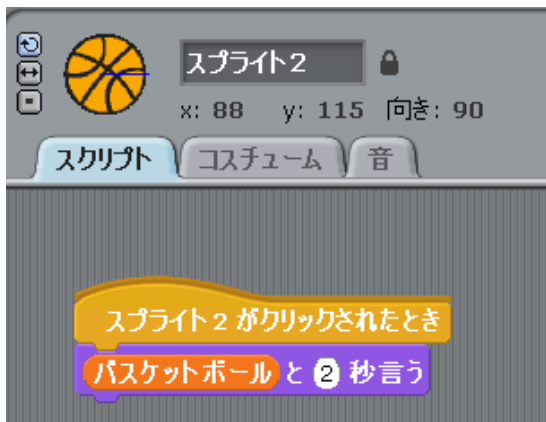 スプライト2
x: 88 y: 115 向き: 90
スクリプト コスチューム 音
スプライト2 がクリックされたとき
バスケットボール と 2 秒言う